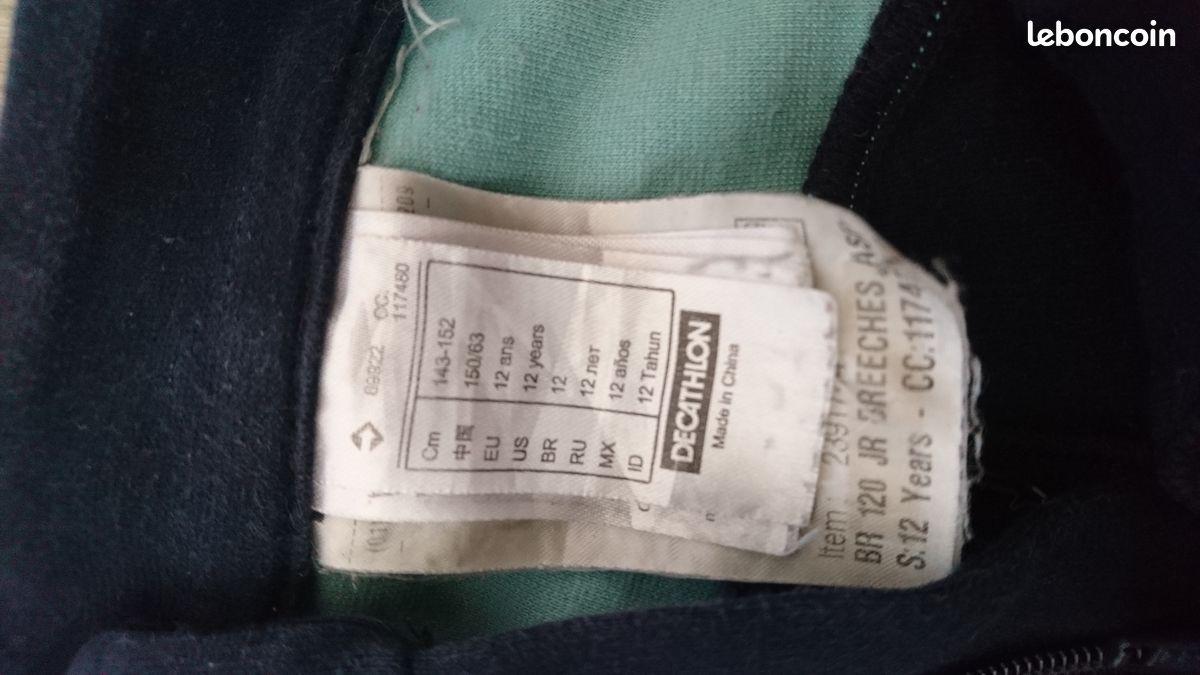 leboncoin
CC.
117460
Cm 143-152
中国 150/63
EU 12 ans
US 12 years
BR 12
RU 12 лет
MX 12 años
ID 12 Tahun
DECATHLON
Made in China
Item
BR 120 JR BREECHES
S:12 Years - CC:1174